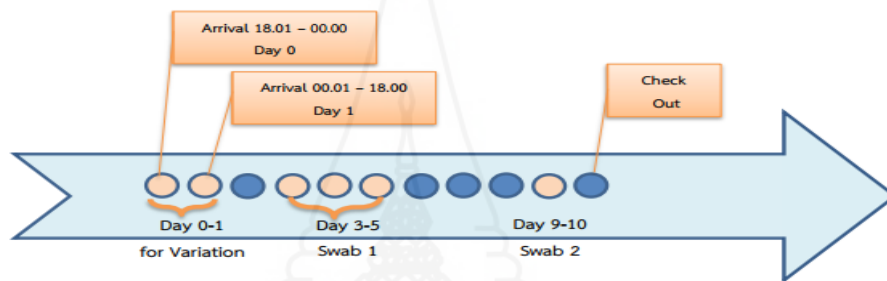 Arrival 18.01 – 00.00
Day 0
Arrival 00.01 – 18.00
Day 1
Check
Out
Day 0-1
for Variation
Day 3-5
Swab 1
Day 9-10
Swab 2